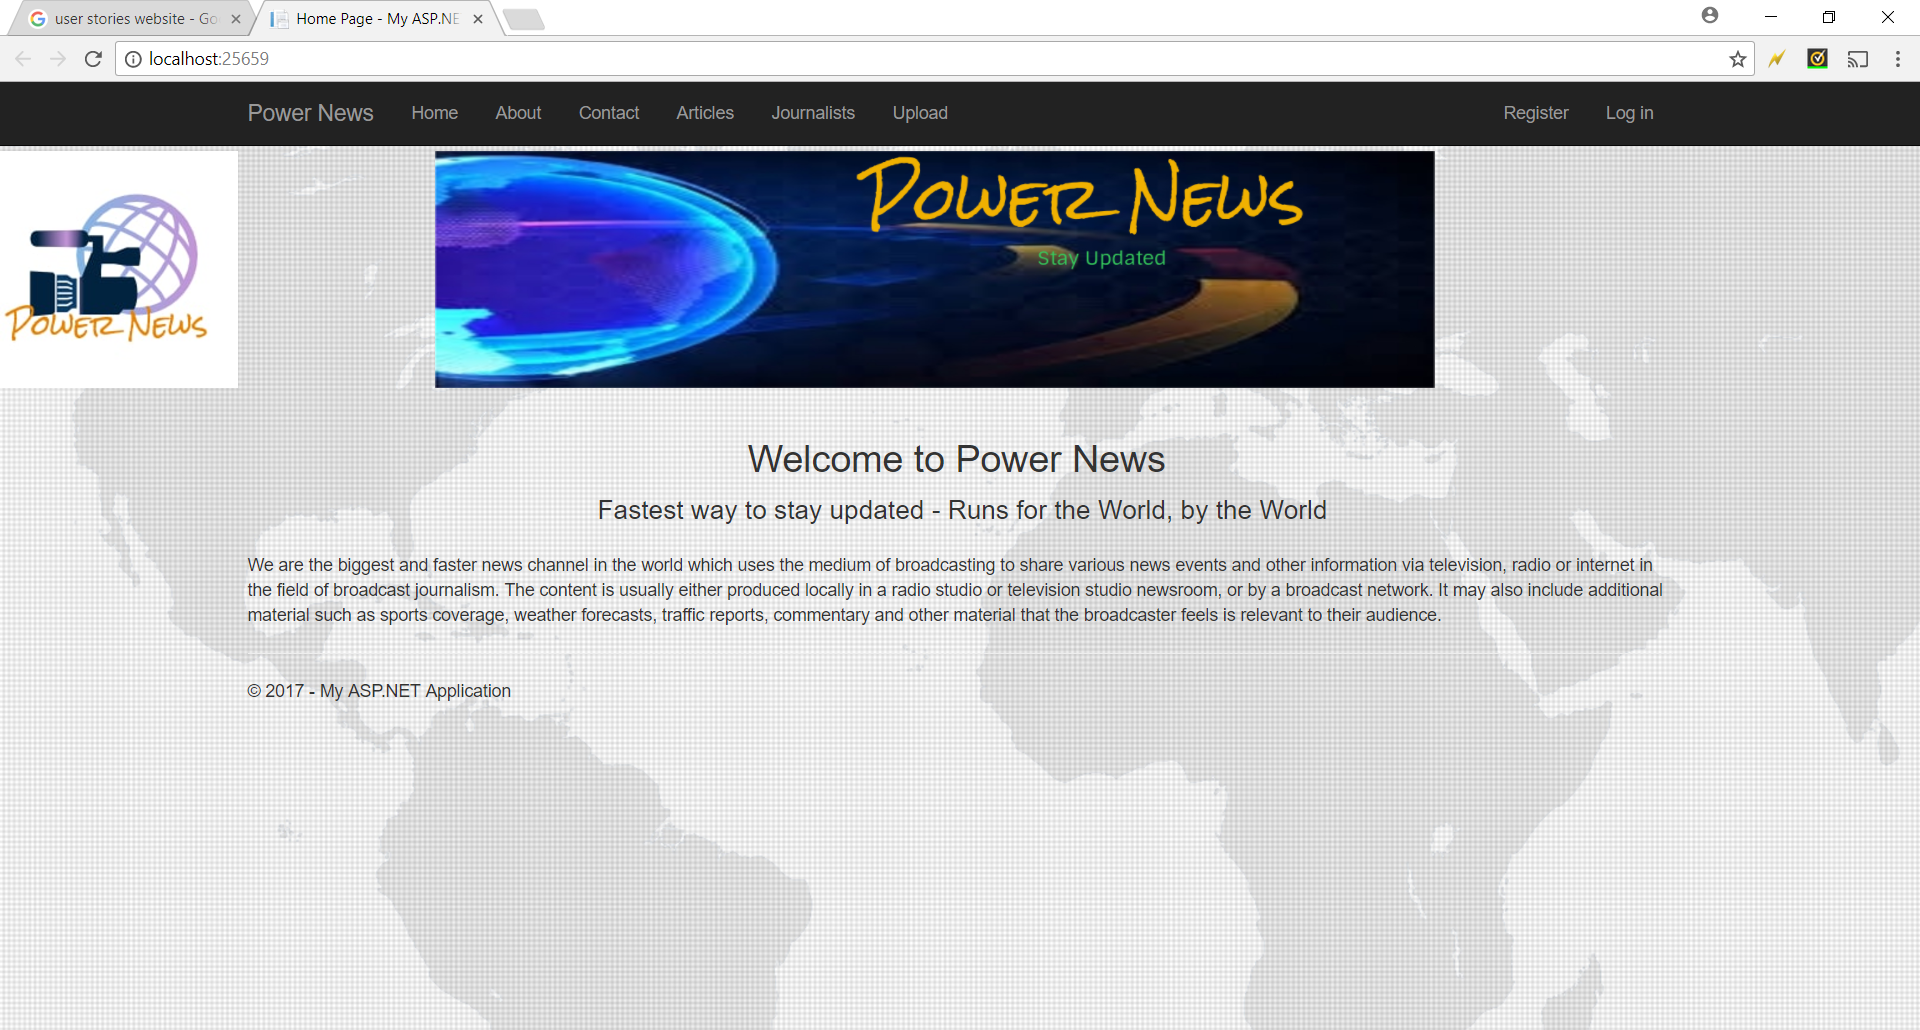 user stories website - Go
Home Page - My ASP.NE
localhost:25659
Power News Home About Contact Articles Journalists Upload Register Log in
Power News
Power News
Stay Updated
Welcome to Power News
Fastest way to stay updated - Runs for the World, by the World
We are the biggest and faster news channel in the world which uses the medium of broadcasting to share various news events and other information via television, radio or internet in
the field of broadcast journalism. The content is usually either produced locally in a radio studio or television studio newsroom, or by a broadcast network. It may also include additional
material such as sports coverage, weather forecasts, traffic reports, commentary and other material that the broadcaster feels is relevant to their audience.
© 2017 - My ASP.NET Application